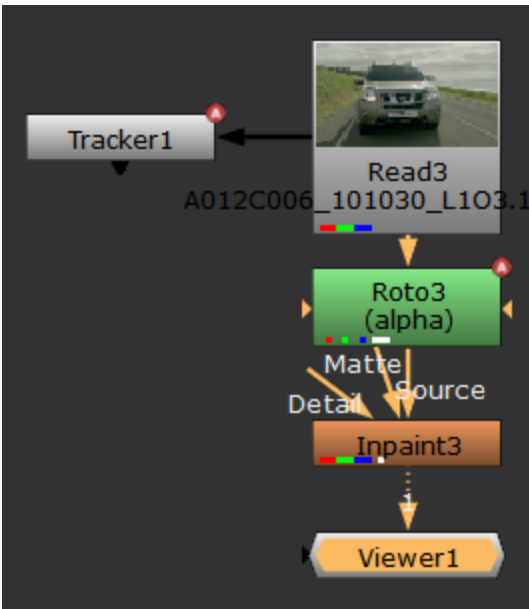 Tracker1
Read3
A012C006_101030_L1O3.1
Roto3
(alpha)
Matte
Source
Detail
Inpaint3
1
Viewer1